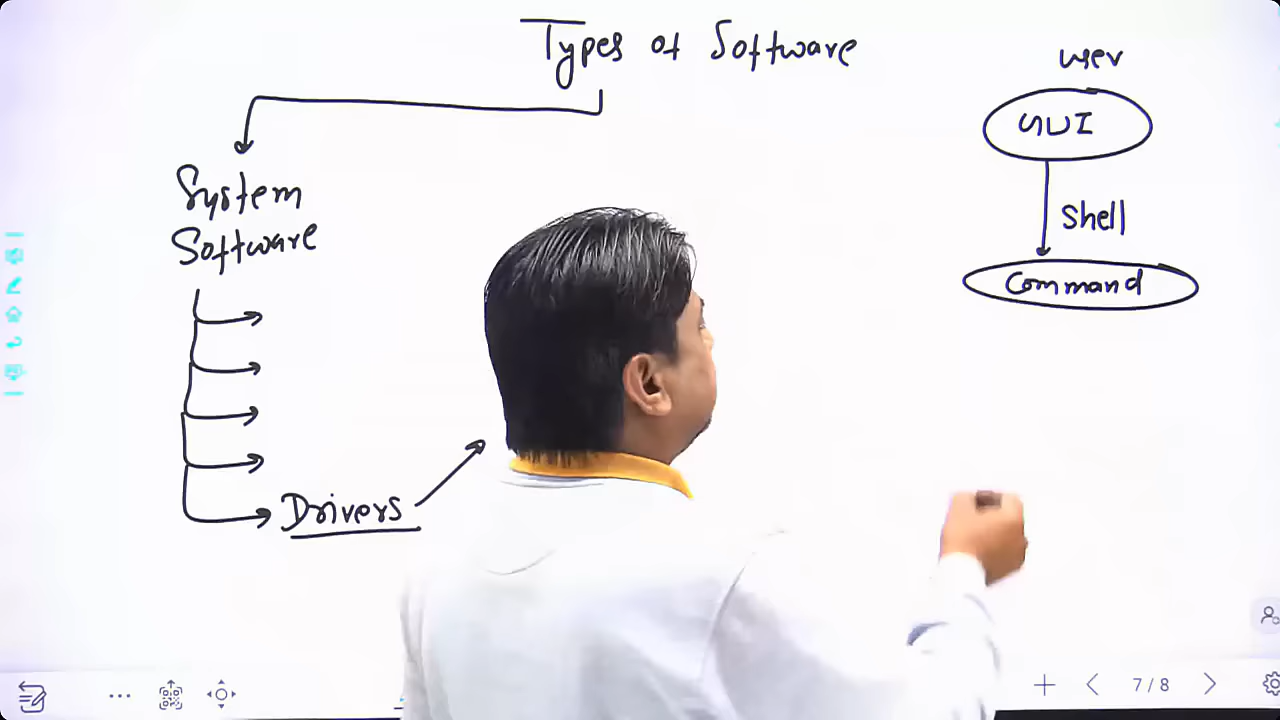 Types of Software
user
GUI
Shell
Command
System
Software
Drivers
7/8